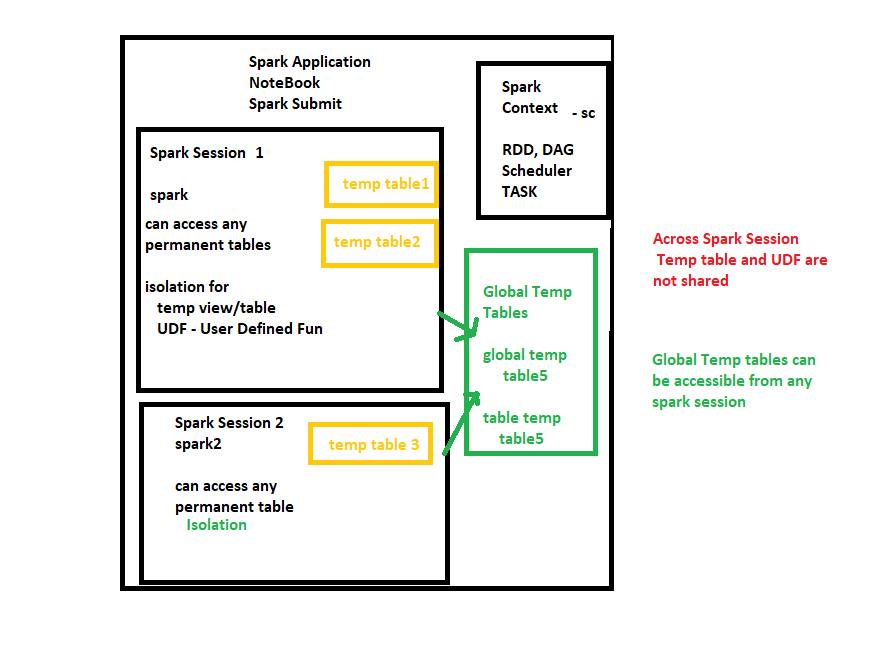 Spark Application
NoteBook
Spark Submit
Spark
Context - sc
RDD, DAG
Scheduler
TASK
Spark Session 1
temp table1
spark
can access any
permanent tables
temp table2
isolation for
temp view/table
UDF - User Defined Fun
Global Temp
Tables
global temp
table5
table temp
table5
Spark Session 2
spark2
temp table 3
can access any
permanent table
Isolation
Across Spark Session
Temp table and UDF are
not shared
Global Temp tables can
be accessible from any
spark session